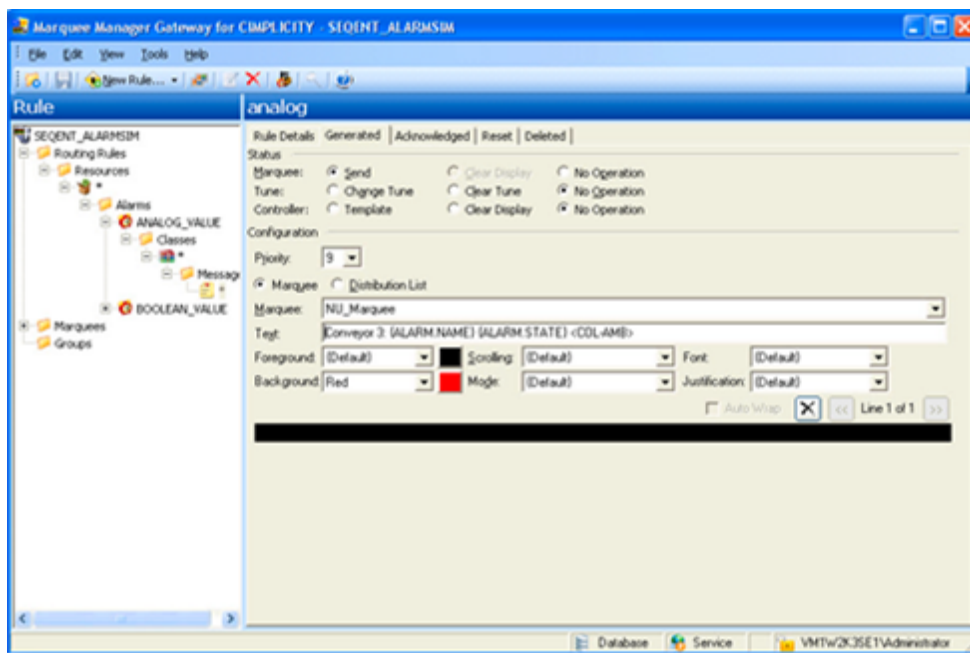 Marquee Manager Gateway for CIMPLICITY - SEQENT_ALARMSIM
File Edit View Tools Help
New Rule...
Rule
analog
SEQENT_ALARMSIM
Routing Rules
Resources
*
Alarms
ANALOG_VALUE
Classes
*
Messag
*
BOOLEAN_VALUE
Marquees
Groups
Rule Details Generated Acknowledged Reset Deleted
Status
Marquee: Send Clear Display No Operation
Tune: Change Tune Clear Tune No Operation
Controller: Template Clear Display No Operation
Configuration
Priority: 9
Marquee Distribution List
Marquee: NU_Marquee
Text: Conveyor 3: {ALARM.NAME} {ALARM.STATE} <COL-AMB>
Foreground: (Default) Scrolling: (Default) Font: (Default)
Background: Red Mode: (Default) Justification: (Default)
Auto Wrap << Line 1 of 1 >>
Database Service VMTW2K3SE1\Administrator